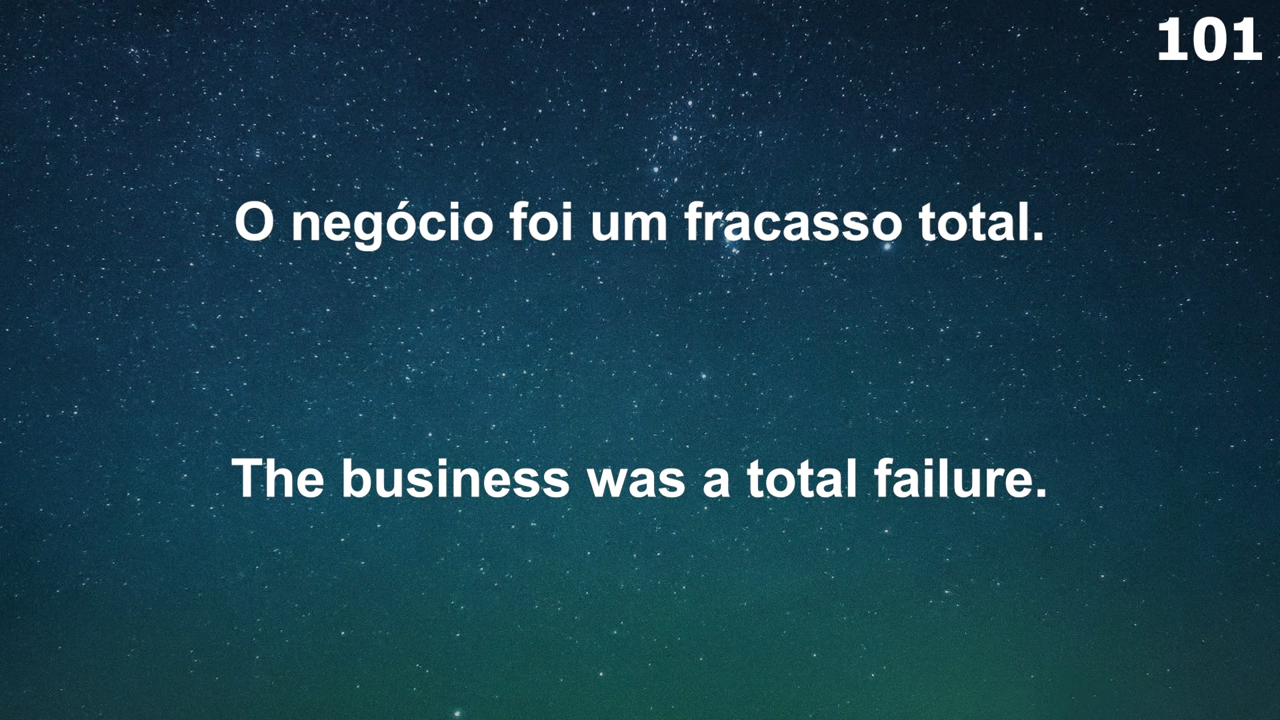 101
O negócio foi um fracasso total.
The business was a total failure.